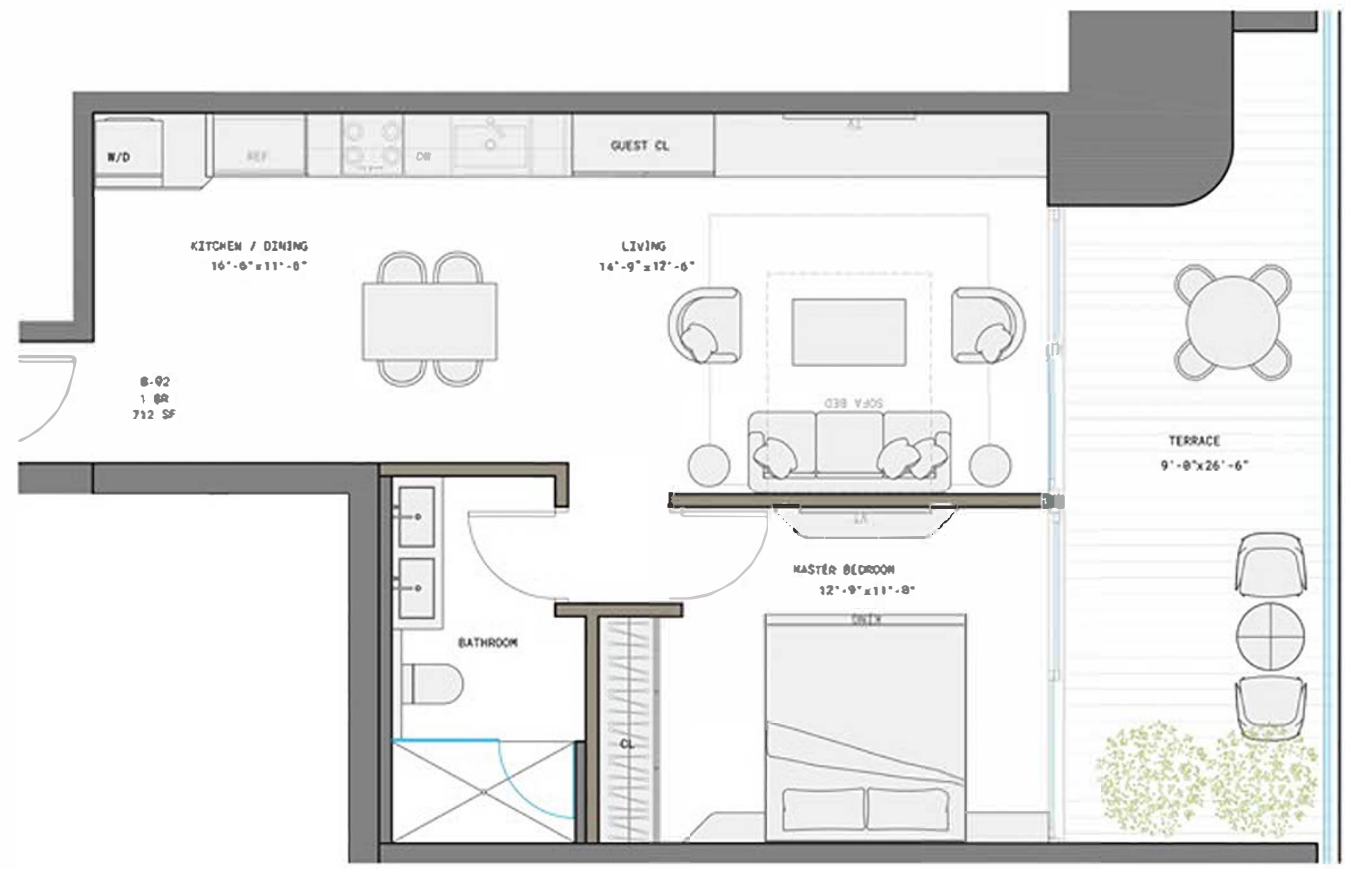 W/D
REF
DW
GUEST CL
TV
KITCHEN / DINING
16'-6"x11'-8"
LIVING
14'-9"x12'-6"
B-02
1 BR
712 SF
SOFA BED
TERRACE
9'-0"x26'-6"
TV
MASTER BEDROOM
12'-9"x11'-8"
KING
BATHROOM
CL